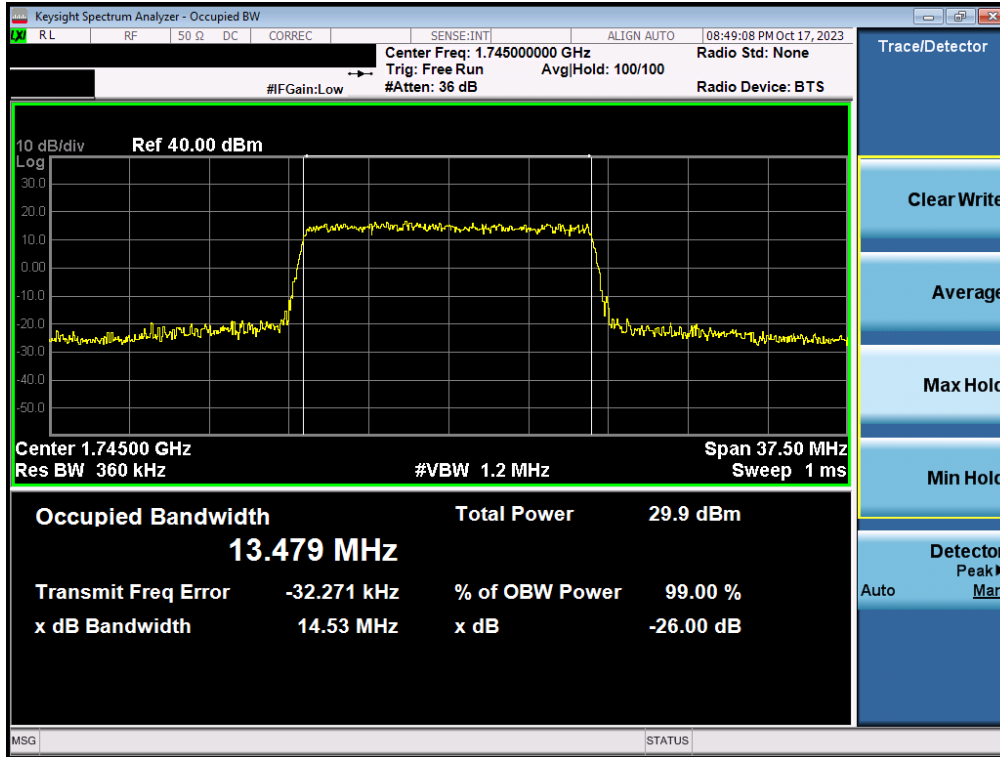 Keysight Spectrum Analyzer - Occupied BW
LXI RL RF 50 Ω DC CORREC SENSE:INT ALIGN AUTO 08:49:08 PM Oct 17, 2023
Center Freq: 1.745000000 GHz Radio Std: None
Trig: Free Run Avg|Hold: 100/100
#IFGain:Low #Atten: 36 dB Radio Device: BTS
Trace/Detector
10 dB/div Ref 40.00 dBm
Log
30.0
20.0
10.0
0.00
-10.0
-20.0
-30.0
-40.0
-50.0
Center 1.74500 GHz Span 37.50 MHz
Res BW 360 kHz #VBW 1.2 MHz Sweep 1 ms
Occupied Bandwidth Total Power 29.9 dBm
13.479 MHz
Transmit Freq Error -32.271 kHz % of OBW Power 99.00 %
x dB Bandwidth 14.53 MHz x dB -26.00 dB
Clear Write
Average
Max Hold
Min Hold
Detector
Peak
Auto Man
MSG STATUS